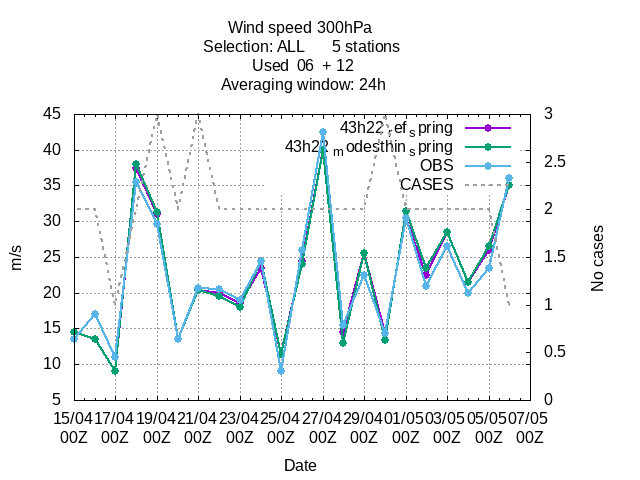 Wind speed 300hPa
Selection: ALL 5 stations
Used 06 + 12
Averaging window: 24h
45 40 35 30 25 20 15 10 5
m/s
3 2.5 2 1.5 1 0.5 0
No cases
43h22_ref_spring
43h22_modesthin_spring
OBS
CASES
15/04 17/04 19/04 21/04 23/04 25/04 27/04 29/04 01/05 03/05 05/05 07/05
00Z 00Z 00Z 00Z 00Z 00Z 00Z 00Z 00Z 00Z 00Z 00Z
Date